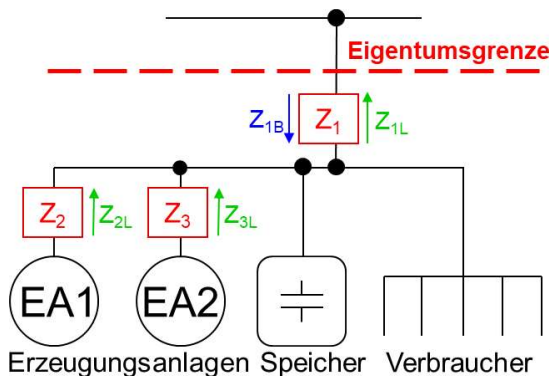 Eigentumsgrenze
Z1B Z1 Z1L
Z2 Z2L Z3 Z3L
EA1 EA2
Erzeugungsanlagen Speicher Verbraucher